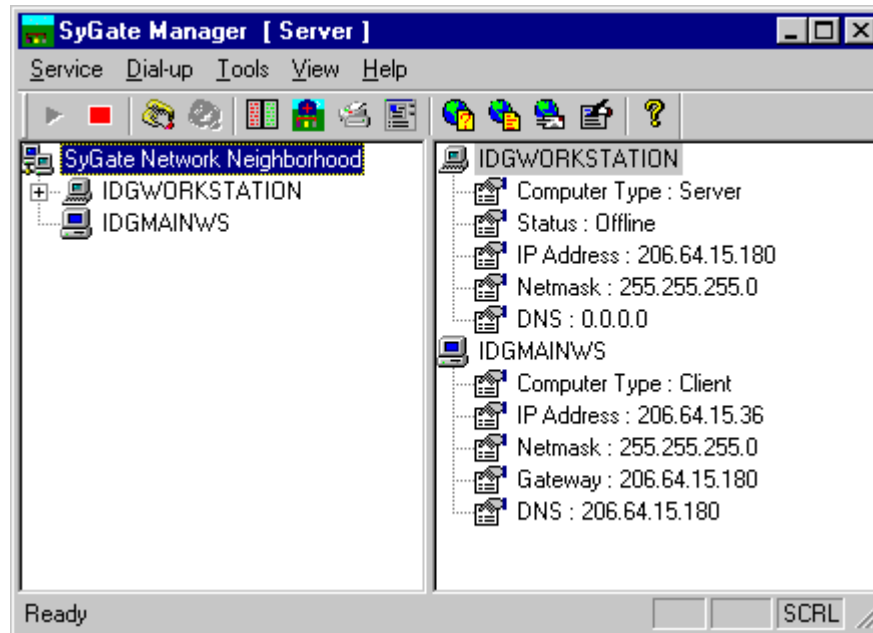 SyGate Manager [ Server ]
Service Dial-up Tools View Help
SyGate Network Neighborhood
IDGWORKSTATION
IDGMAINWS
IDGWORKSTATION
Computer Type : Server
Status : Offline
IP Address : 206.64.15.180
Netmask : 255.255.255.0
DNS : 0.0.0.0
IDGMAINWS
Computer Type : Client
IP Address : 206.64.15.36
Netmask : 255.255.255.0
Gateway : 206.64.15.180
DNS : 206.64.15.180
Ready
SCRL